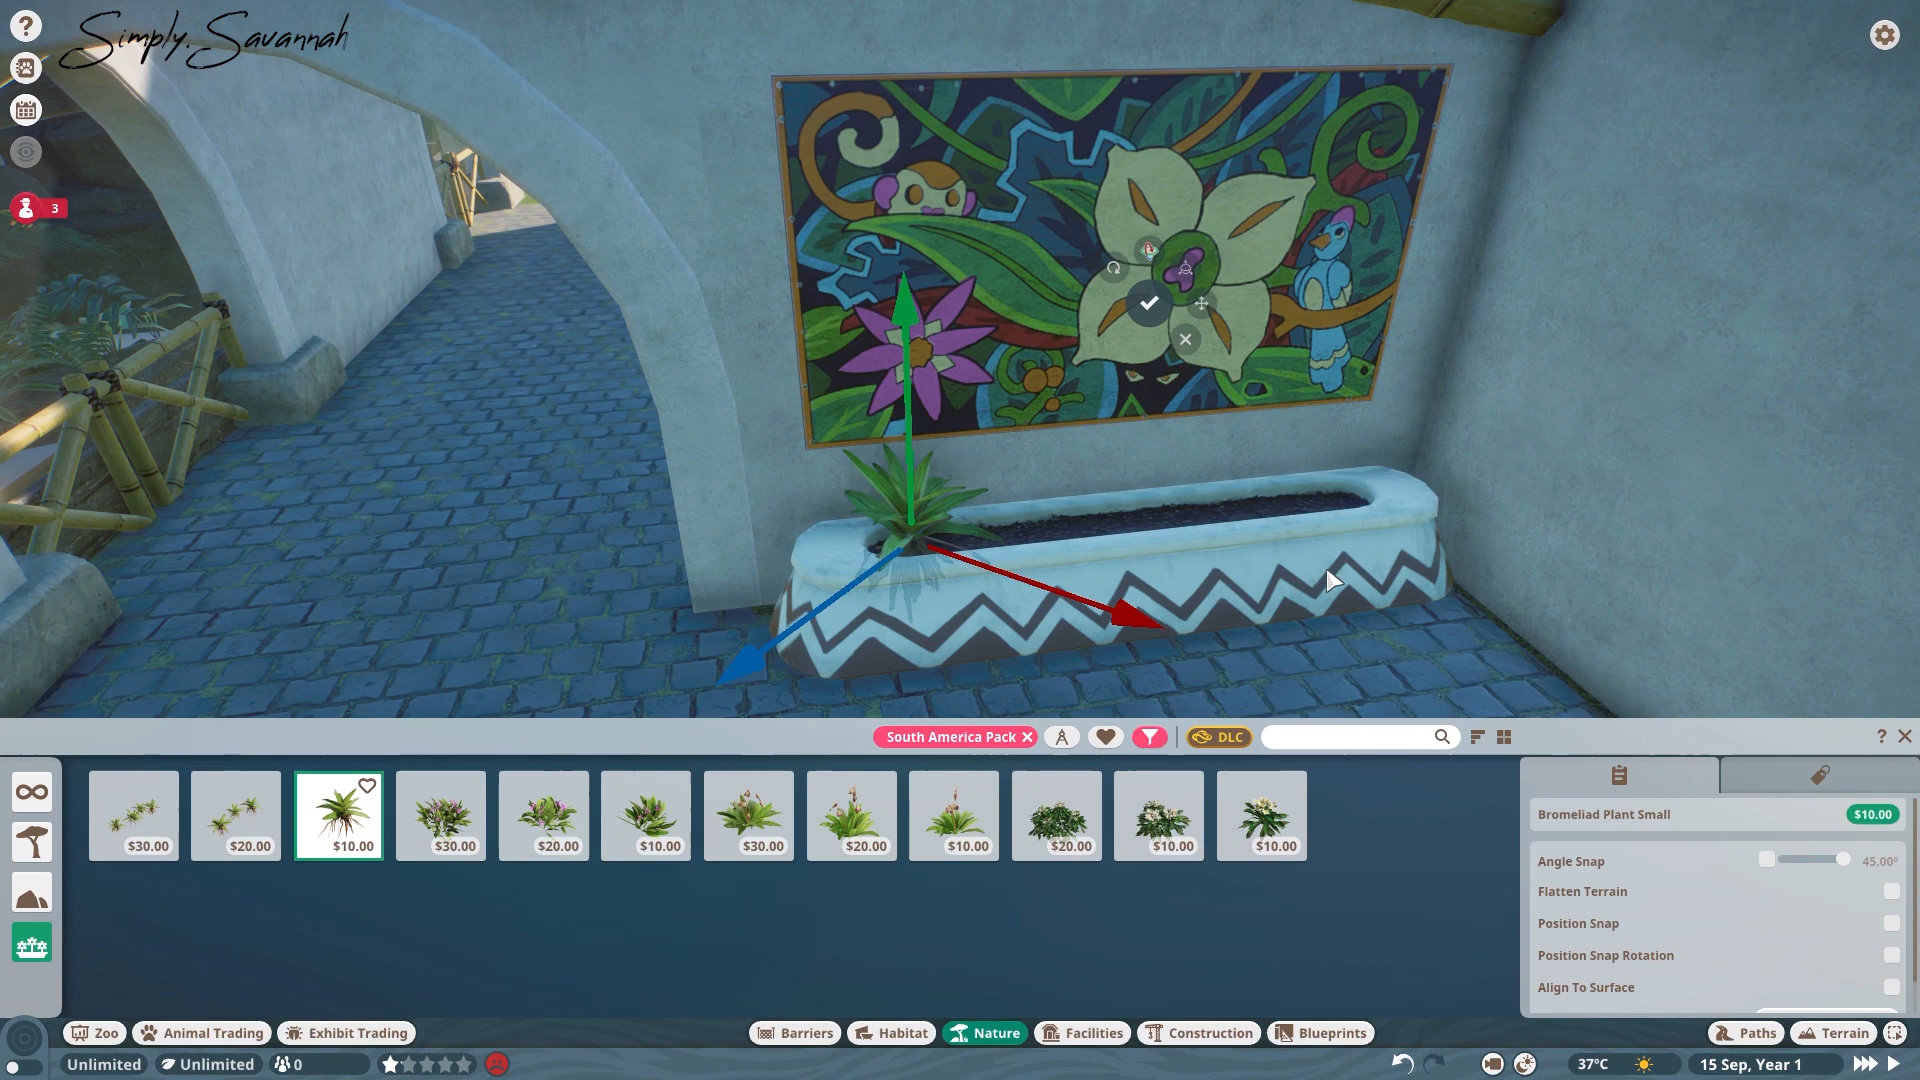 Simply.Savannah
3
South America Pack
DLC
$30.00
$20.00
$10.00
$30.00
$20.00
$10.00
$30.00
$20.00
$10.00
$20.00
$10.00
$10.00
Bromeliad Plant Small
$10.00
Angle Snap
45.00°
Flatten Terrain
Position Snap
Position Snap Rotation
Align To Surface
Zoo
Animal Trading
Exhibit Trading
Barriers
Habitat
Nature
Facilities
Construction
Blueprints
Paths
Terrain
Unlimited
Unlimited
0
37°C
15 Sep, Year 1